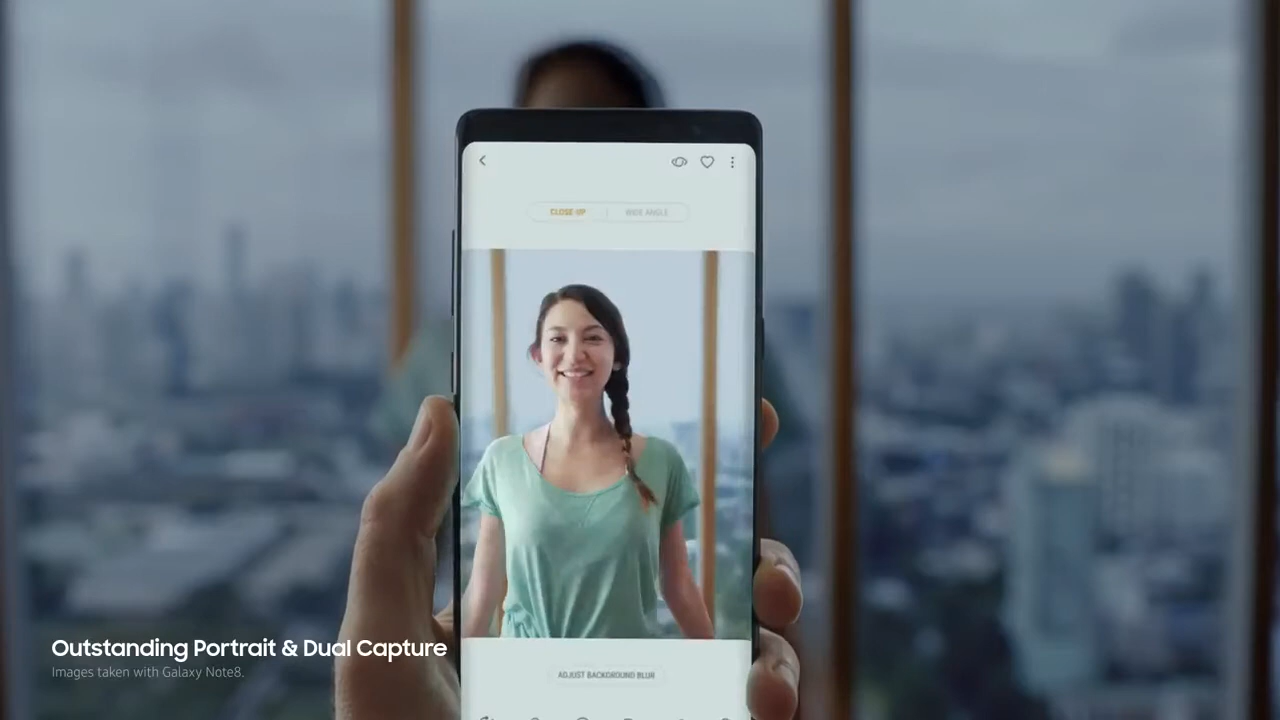 CLOSE-UP | WIDE ANGLE
Outstanding Portrait & Dual Capture
Images taken with Galaxy Note8.
ADJUST BACKGROUND BLUR